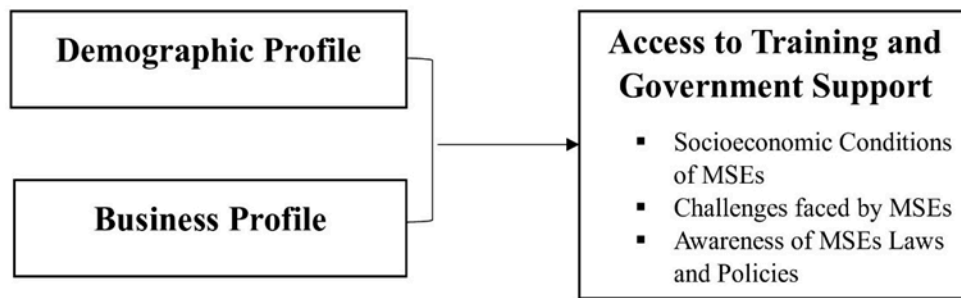 Demographic Profile
Business Profile
Access to Training and
Government Support
▪ Socioeconomic Conditions
of MSEs
▪ Challenges faced by MSEs
▪ Awareness of MSEs Laws
and Policies